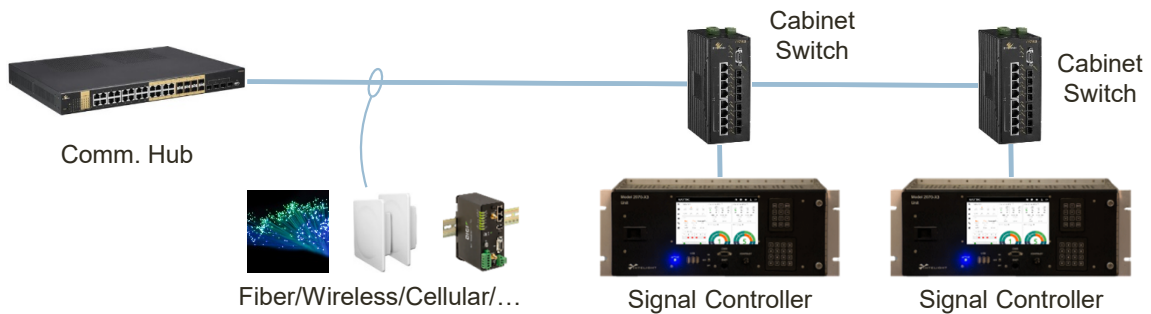 Cabinet
Switch
Cabinet
Switch
Comm. Hub
Fiber/Wireless/Cellular/…
Signal Controller
Signal Controller